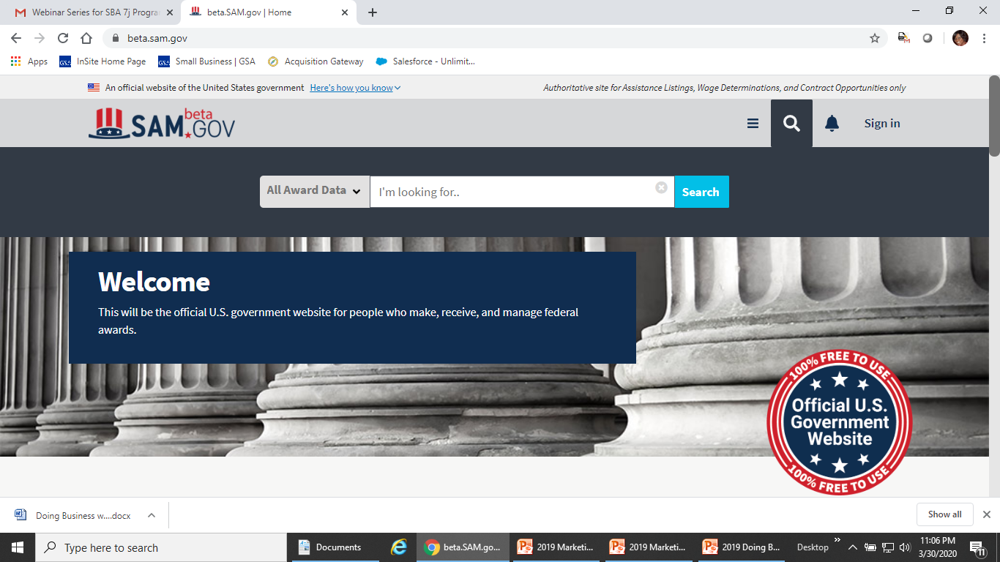 Webinar Series for SBA 7j Progra
beta.SAM.gov | Home
beta.sam.gov
Apps
InSite Home Page
Small Business | GSA
Acquisition Gateway
Salesforce - Unlimit...
An official website of the United States government
Here's how you know
Authoritative site for Assistance Listings, Wage Determinations, and Contract Opportunities only
SAM.GOV beta
Sign in
All Award Data
I'm looking for..
Search
Welcome
This will be the official U.S. government website for people who make, receive, and manage federal
awards.
100% FREE TO USE
Official U.S.
Government
Website
100% FREE TO USE
Doing Business w....docx
Show all
Type here to search
Documents
beta.SAM.go...
2019 Marketi...
2019 Marketi...
2019 Doing B...
Desktop
11:06 PM
3/30/2020
11